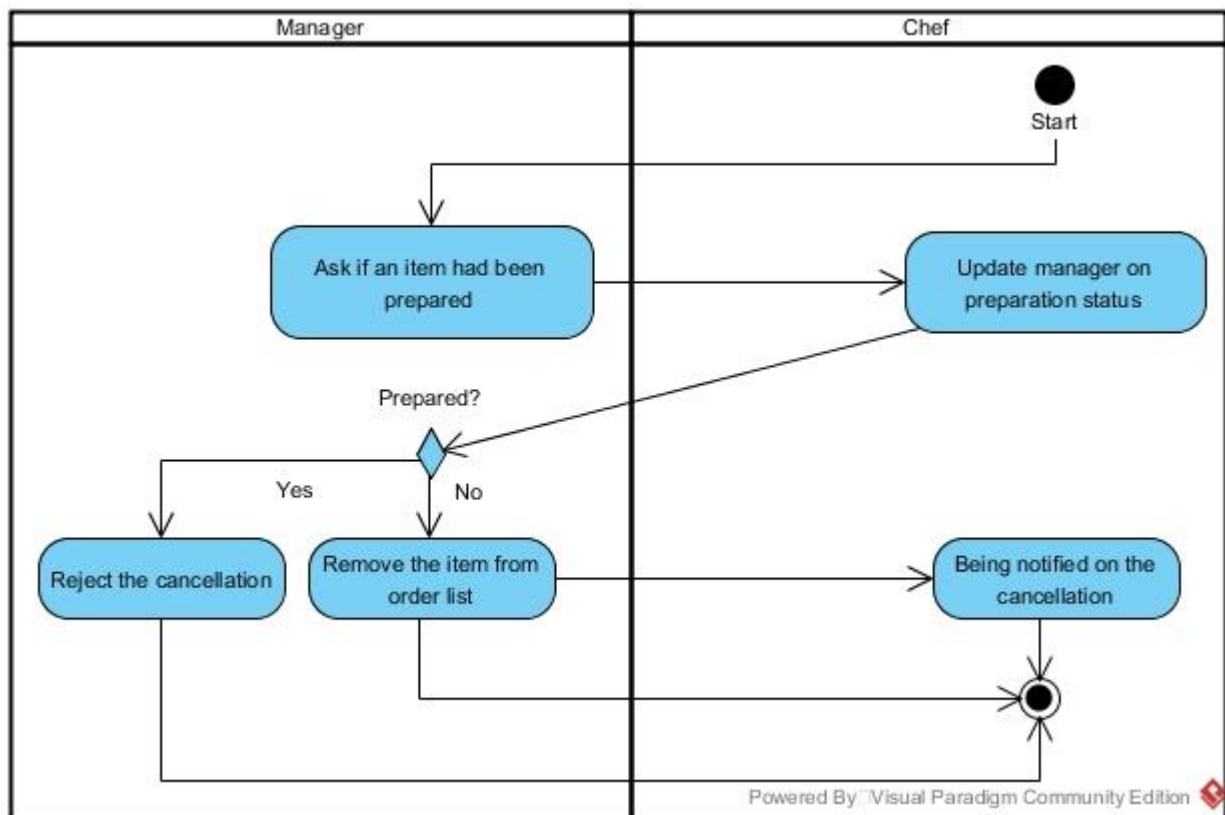 Manager
Chef
Start
Ask if an item had been
prepared
Update manager on
preparation status
Prepared?
Yes
No
Reject the cancellation
Remove the item from
order list
Being notified on the
cancellation
Powered By Visual Paradigm Community Edition